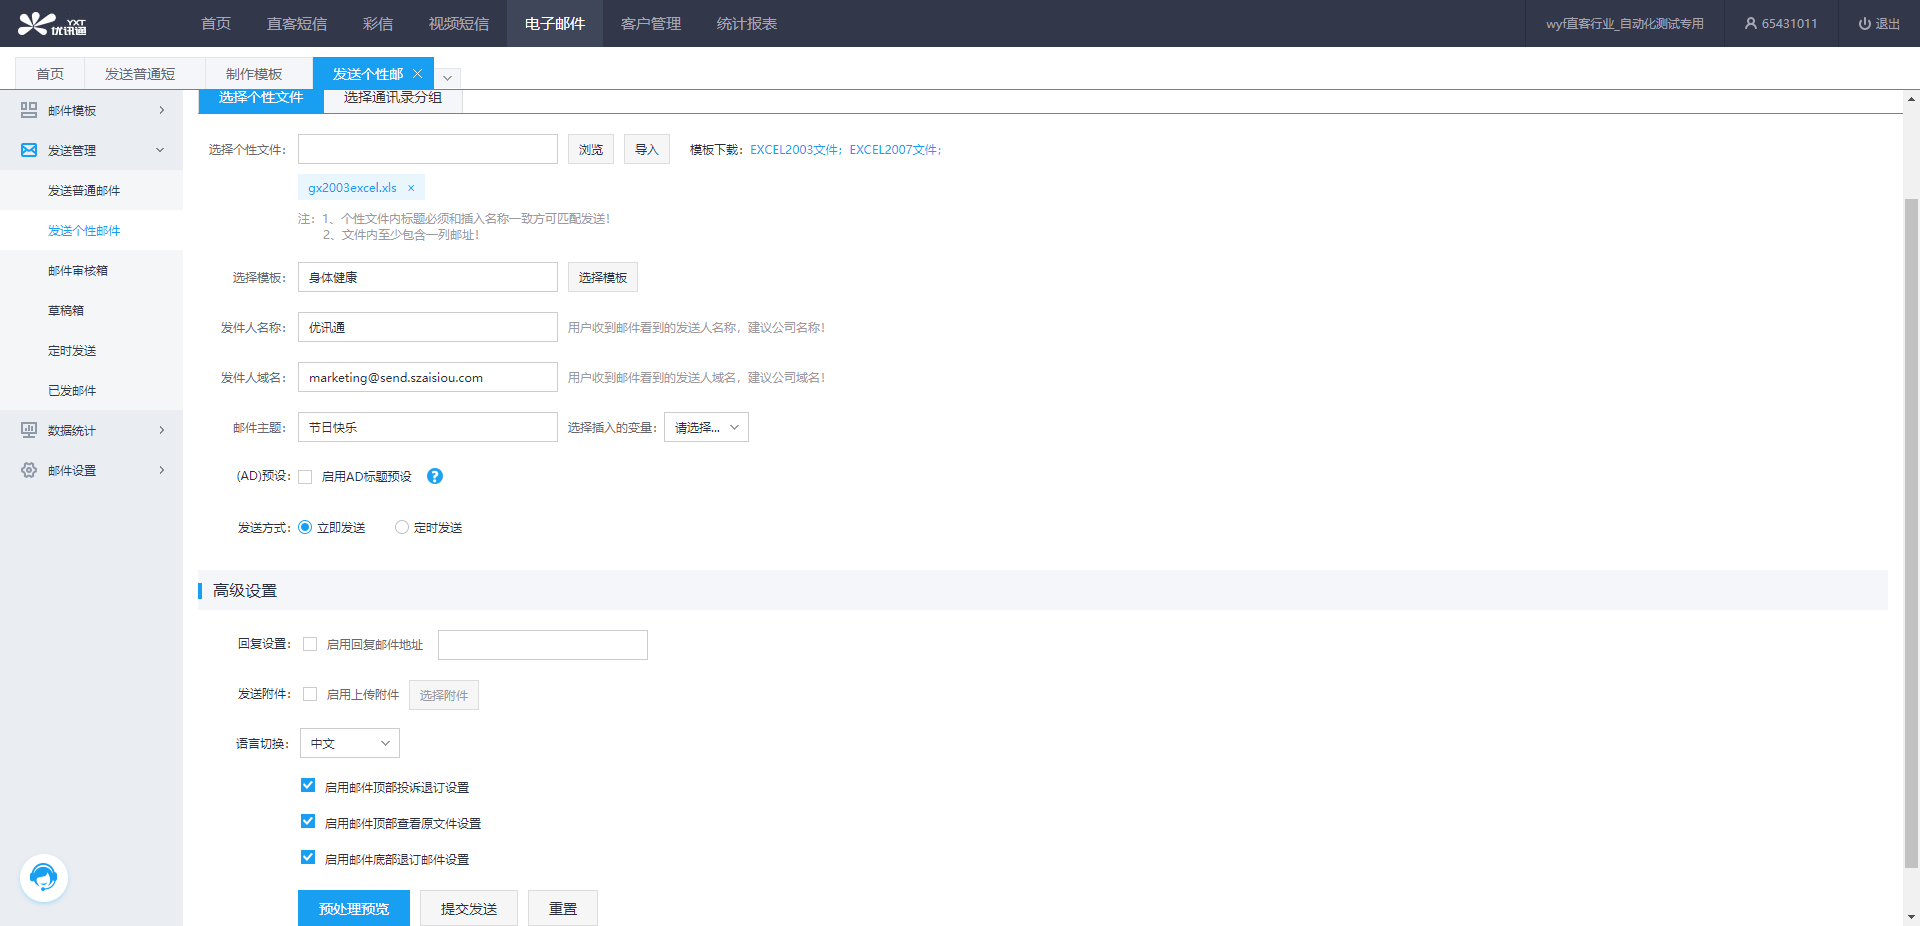 YXT 优讯通 首页 直客短信 彩信 视频短信 电子邮件 客户管理 统计报表 wyf直客行业_自动化测试专用 65431011 退出
首页 发送普通短 制作模板 发送个性邮 ×
邮件模板
发送管理
发送普通邮件
发送个性邮件
邮件审核箱
草稿箱
定时发送
已发邮件
数据统计
邮件设置
选择个性文件 选择通讯录分组
选择个性文件: 浏览 导入 模板下载: EXCEL2003文件; EXCEL2007文件;
gx2003excel.xls ×
注: 1、个性文件内标题必须和插入名称一致方可匹配发送!
2、文件内至少包含一列邮址!
选择模板: 身体健康 选择模板
发件人名称: 优讯通 用户收到邮件看到的发送人名称, 建议公司名称!
发件人域名: marketing@send.szaisiou.com 用户收到邮件看到的发送人域名, 建议公司域名!
邮件主题: 节日快乐 选择插入的变量: 请选择...
(AD)预设: 启用AD标题预设 ?
发送方式: 立即发送 定时发送
高级设置
回复设置: 启用回复邮件地址
发送附件: 启用上传附件 选择附件
语言切换: 中文
启用邮件顶部投诉退订设置
启用邮件顶部查看原文件设置
启用邮件底部退订邮件设置
预处理预览 提交发送 重置